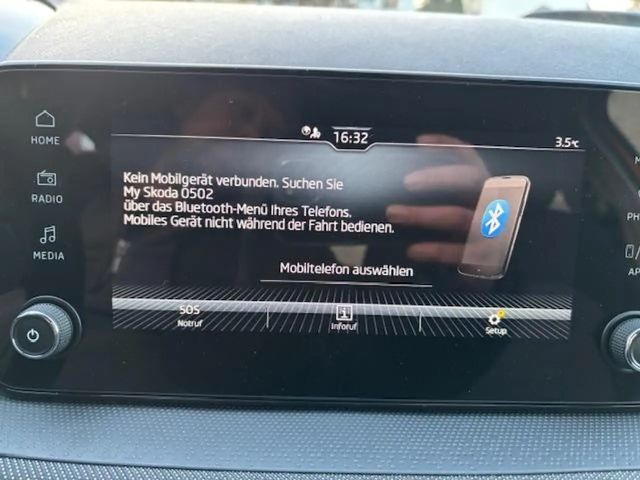 16:32
3.5°C
HOME
RADIO
MEDIA
Kein Mobilgerät verbunden. Suchen Sie
My Skoda 0502
über das Bluetooth-Menü Ihres Telefons.
Mobiles Gerät nicht während der Fahrt bedienen.
Mobiltelefon auswählen
SOS
Notruf
i
Inforuf
Setup